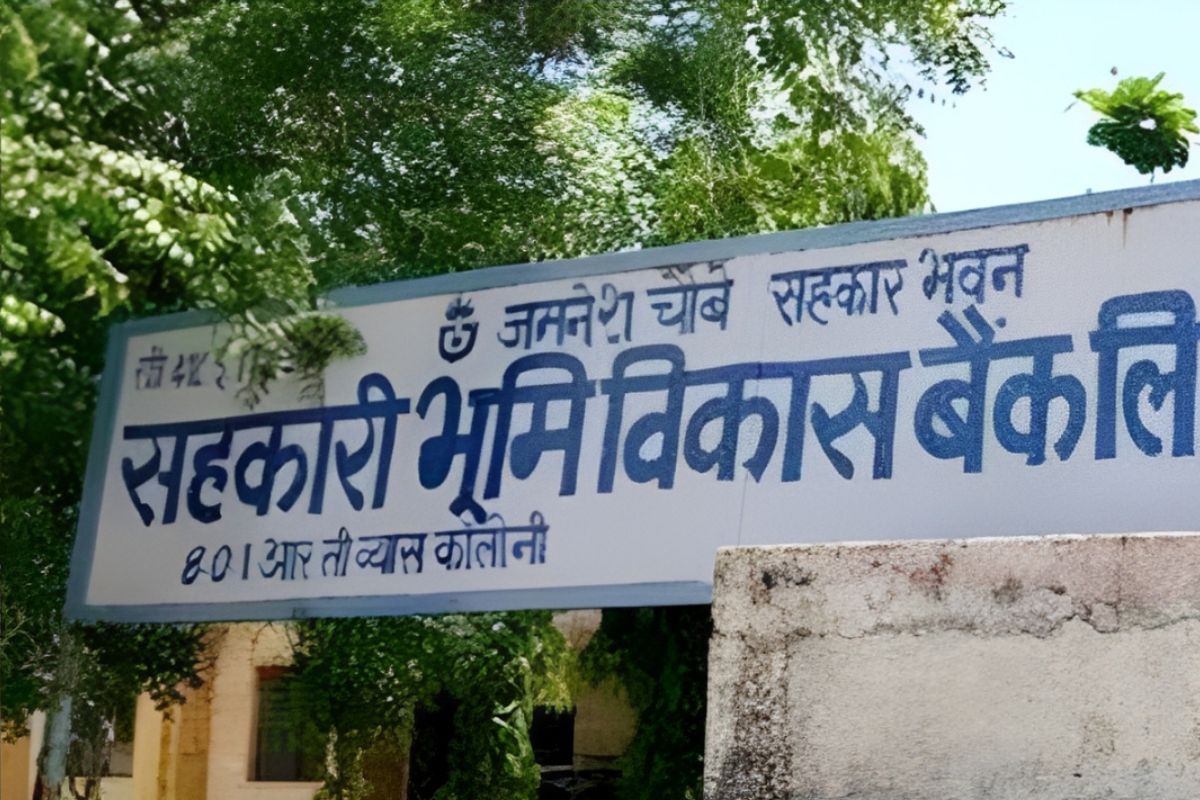 ॐ जमनेश चौबे सहकार भवन
सहकारी भूमि विकास बैंक लि
801 आर ती व्यास कॉलोनी